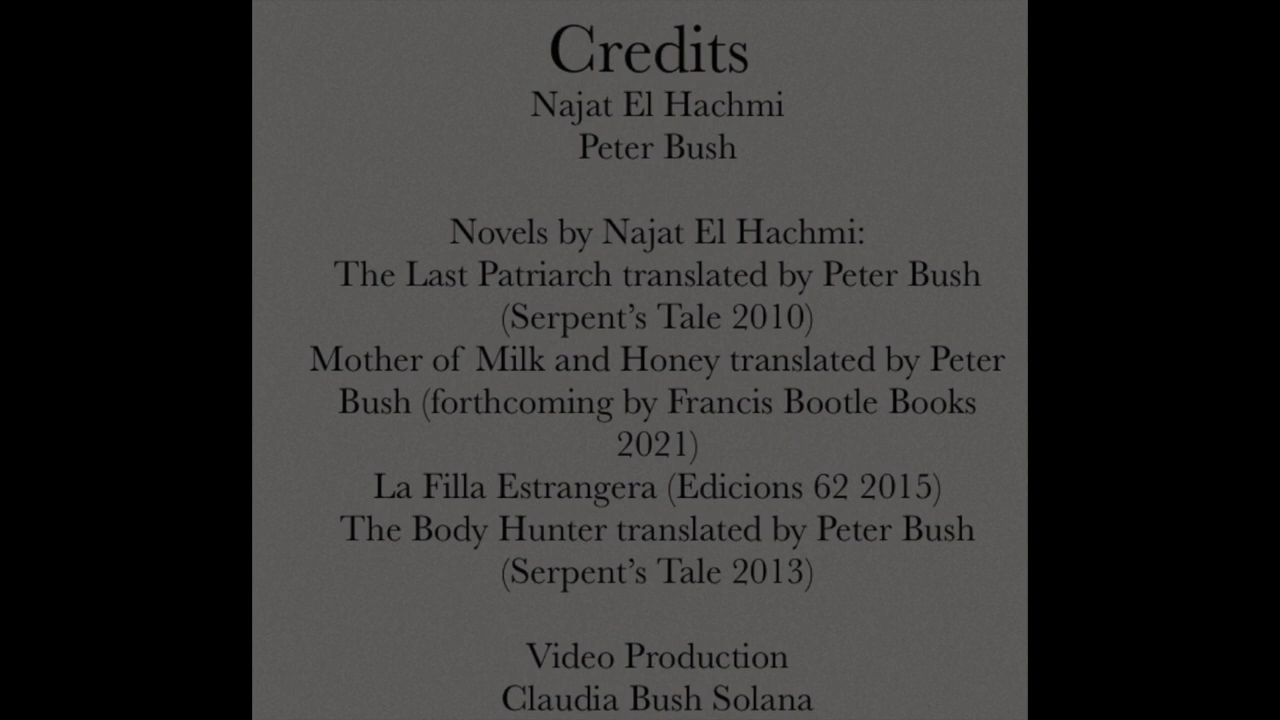 Credits
Najat El Hachmi
Peter Bush
Novels by Najat El Hachmi:
The Last Patriarch translated by Peter Bush
(Serpent’s Tale 2010)
Mother of Milk and Honey translated by Peter
Bush (forthcoming by Francis Bootle Books
2021)
La Filla Estrangera (Edicions 62 2015)
The Body Hunter translated by Peter Bush
(Serpent’s Tale 2013)
Video Production
Claudia Bush Solana